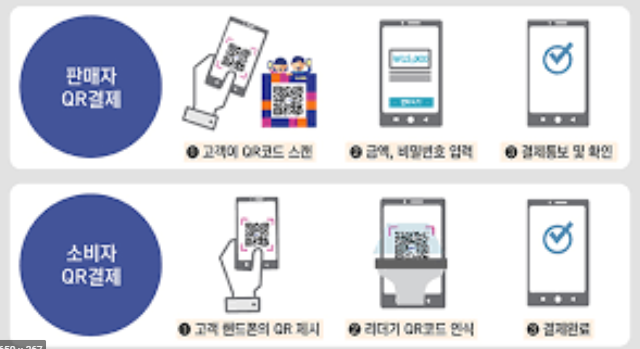 판매자
QR결제
❶ 고객이 QR코드 스캔
❷ 금액, 비밀번호 입력
❸ 결제통보 및 확인
소비자
QR결제
❶ 고객 핸드폰의 QR 제시
❷ 리더기 QR코드 인식
❸ 결제완료